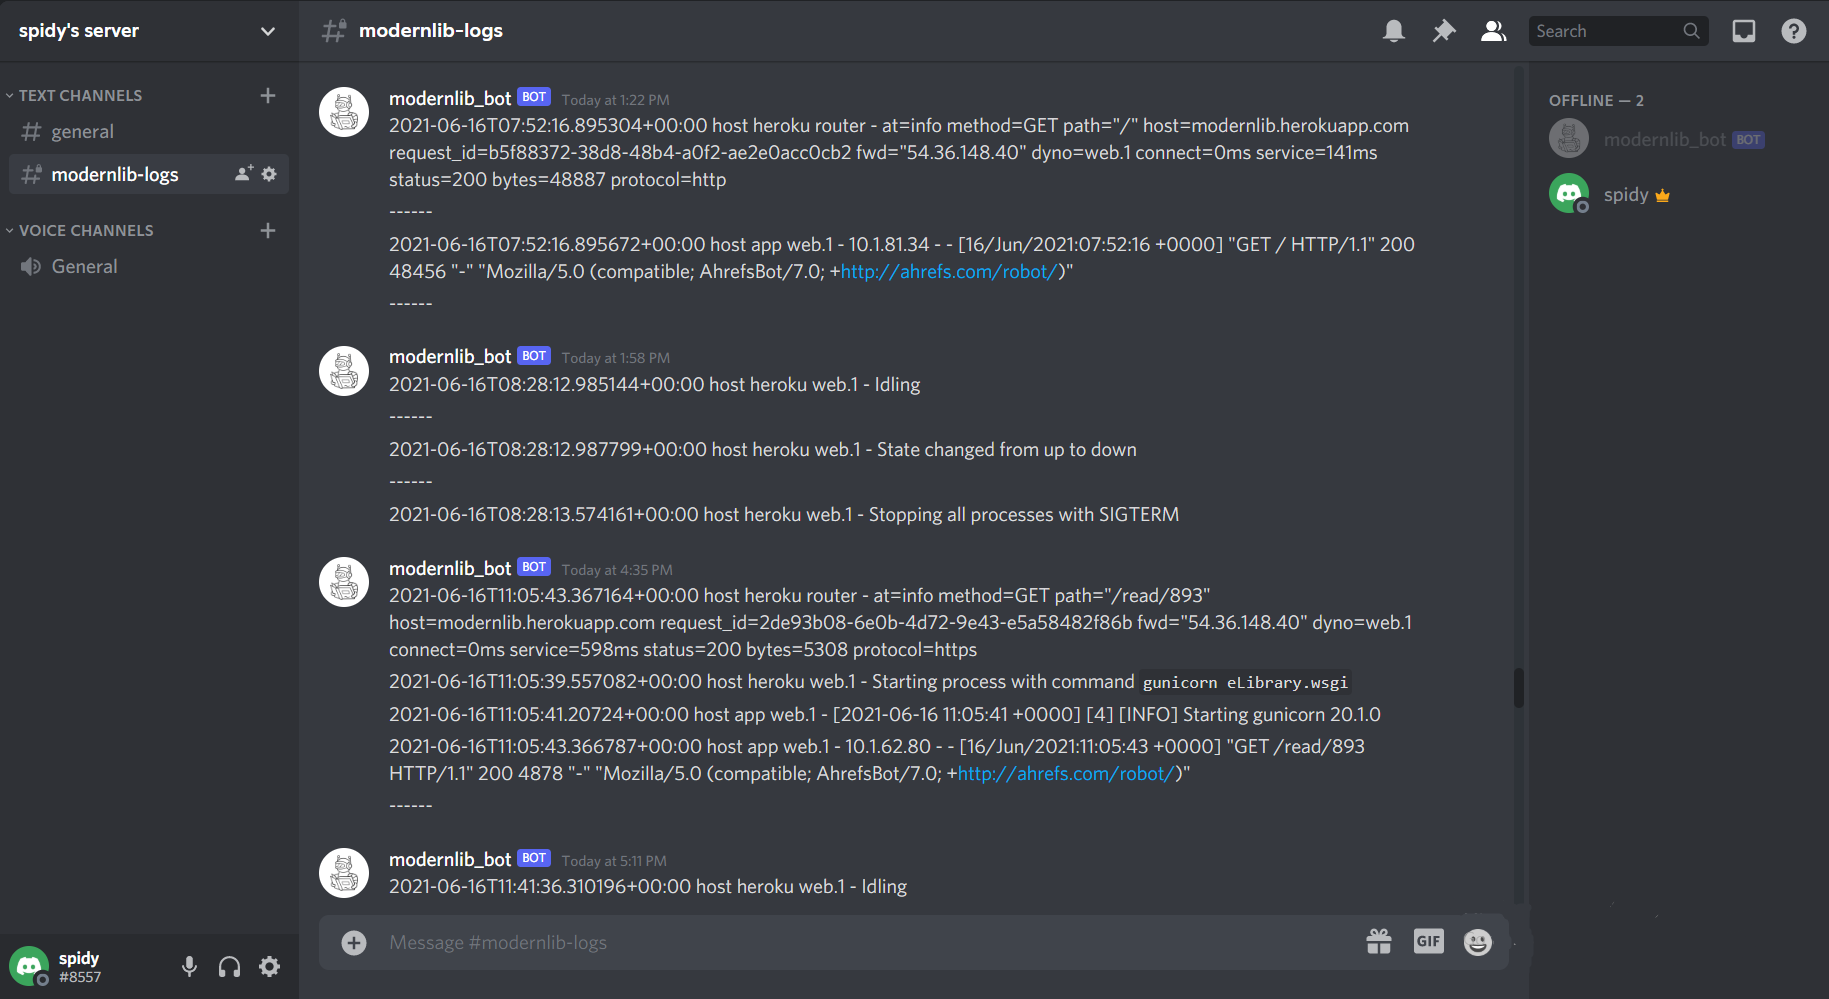 spidy's server
modernlib-logs
Search
TEXT CHANNELS
general
modernlib-logs
VOICE CHANNELS
General
modernlib_bot BOT Today at 1:22 PM
2021-06-16T07:52:16.895304+00:00 host heroku router - at=info method=GET path="/" host=modernlib.herokuapp.com
request_id=b5f88372-38d8-48b4-a0f2-ae2e0acc0cb2 fwd="54.36.148.40" dyno=web.1 connect=0ms service=141ms
status=200 bytes=48887 protocol=http
------
2021-06-16T07:52:16.895672+00:00 host app web.1 - 10.1.81.34 - - [16/Jun/2021:07:52:16 +0000] "GET / HTTP/1.1" 200
48456 "-" "Mozilla/5.0 (compatible; AhrefsBot/7.0; +http://ahrefs.com/robot/)"
------
modernlib_bot BOT Today at 1:58 PM
2021-06-16T08:28:12.985144+00:00 host heroku web.1 - Idling
------
2021-06-16T08:28:12.987799+00:00 host heroku web.1 - State changed from up to down
------
2021-06-16T08:28:13.574161+00:00 host heroku web.1 - Stopping all processes with SIGTERM
modernlib_bot BOT Today at 4:35 PM
2021-06-16T11:05:43.367164+00:00 host heroku router - at=info method=GET path="/read/893"
host=modernlib.herokuapp.com request_id=2de93b08-6e0b-4d72-9e43-e5a58482f86b fwd="54.36.148.40" dyno=web.1
connect=0ms service=598ms status=200 bytes=5308 protocol=https
2021-06-16T11:05:39.557082+00:00 host heroku web.1 - Starting process with command gunicorn eLibrary.wsgi
2021-06-16T11:05:41.20724+00:00 host app web.1 - [2021-06-16 11:05:41 +0000] [4] [INFO] Starting gunicorn 20.1.0
2021-06-16T11:05:43.366787+00:00 host app web.1 - 10.1.62.80 - - [16/Jun/2021:11:05:43 +0000] "GET /read/893
HTTP/1.1" 200 4878 "-" "Mozilla/5.0 (compatible; AhrefsBot/7.0; +http://ahrefs.com/robot/)"
------
modernlib_bot BOT Today at 5:11 PM
2021-06-16T11:41:36.310196+00:00 host heroku web.1 - Idling
Message #modernlib-logs
GIF
OFFLINE — 2
modernlib_bot BOT
spidy
spidy
#8557